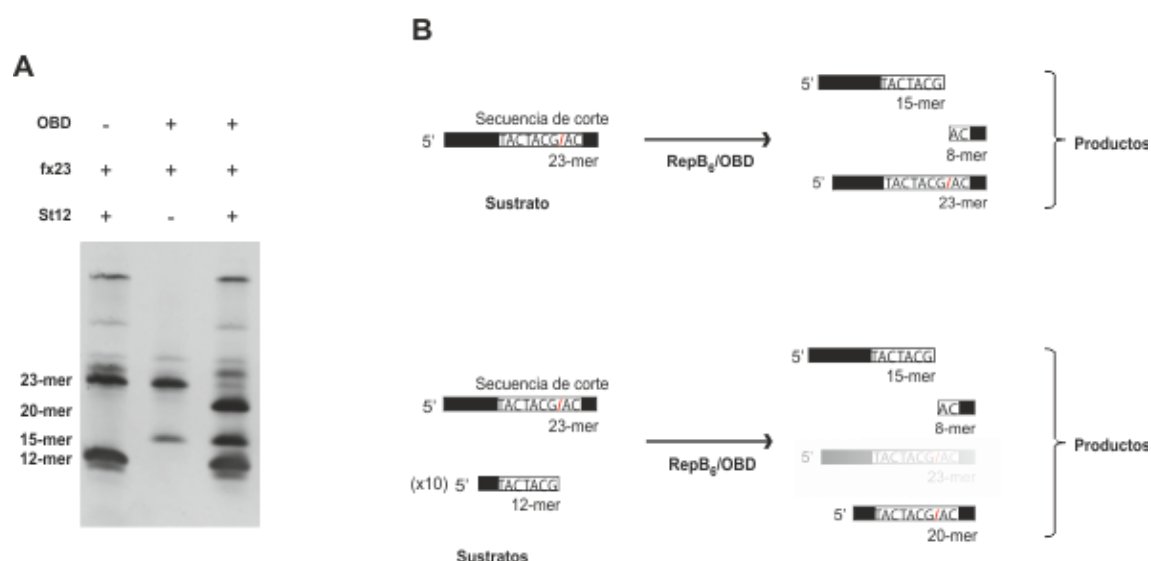 A
OBD - + +
fx23 + + +
St12 + - +
23-mer
20-mer
15-mer
12-mer
B
Secuencia de corte
5' TACTACG/AC
23-mer
Sustrato
RepB6/OBD
5' TACTACG
15-mer
AC
8-mer
5' TACTACG/AC
23-mer
Productos
Secuencia de corte
5' TACTACG/AC
23-mer
(x10) 5' TACTACG
12-mer
Sustratos
RepB6/OBD
5' TACTACG
15-mer
AC
8-mer
5' TACTACG/AC
23-mer
5' TACTACG/AC
20-mer
Productos